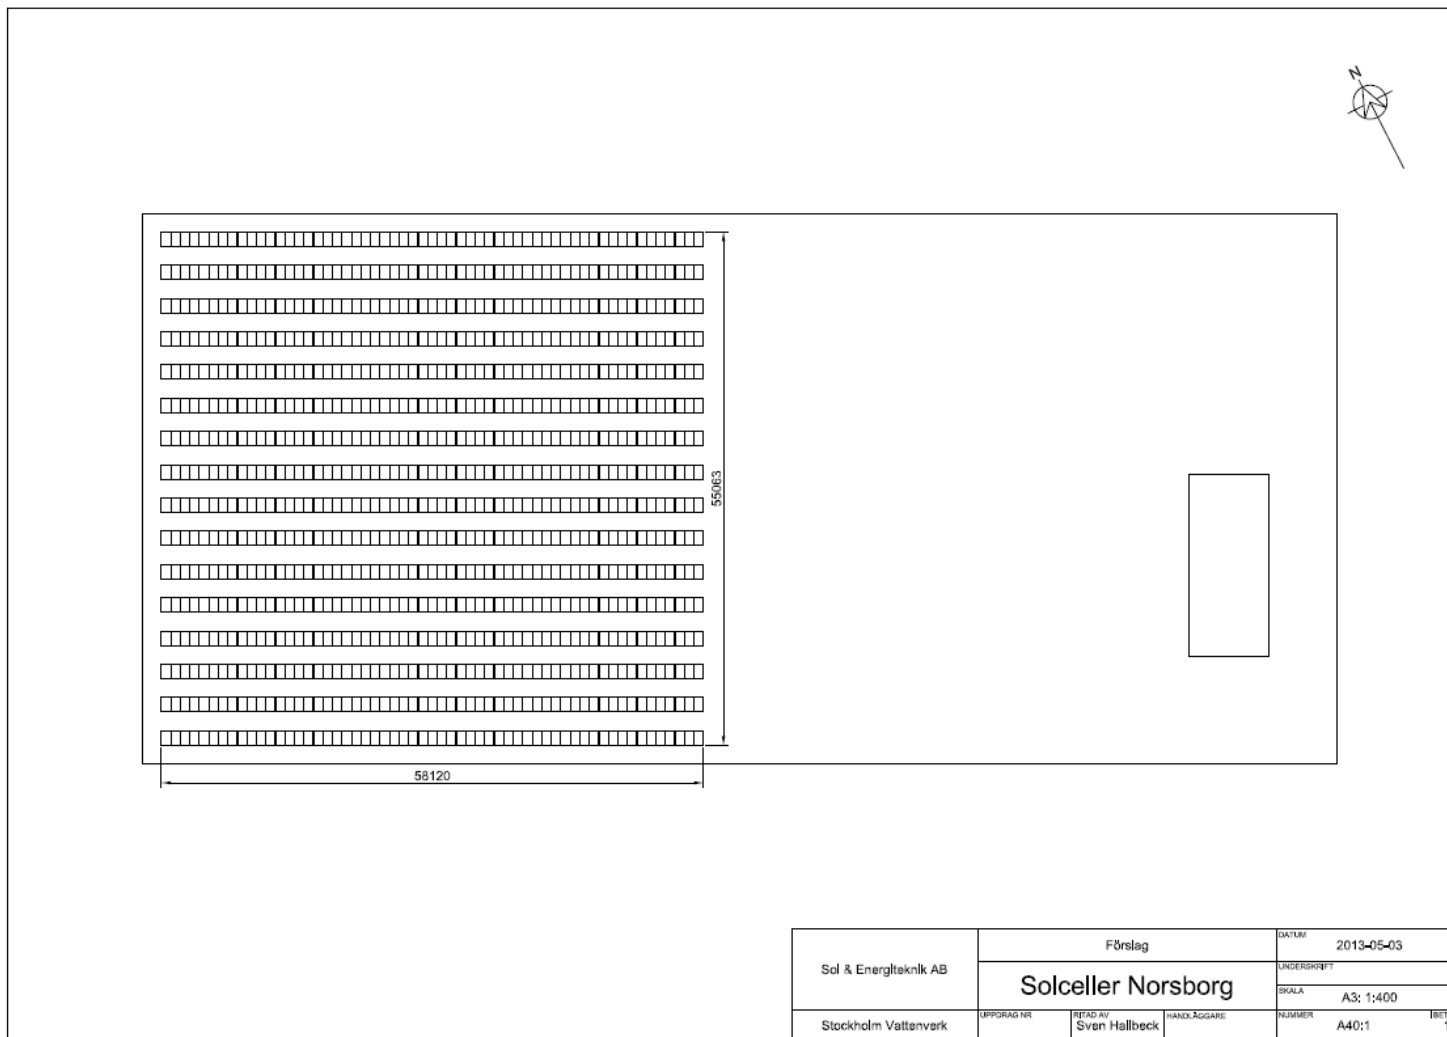 N
55063
58120
Sol & Energiteknik AB
Förslag
DATUM
2013-05-03
Solceller Norsborg
UNDERSKRIFT
SKALA
A3: 1:400
Stockholm Vattenverk
UPPDRAG NR
RITAD AV
Sven Hallbeck
HANDLÄGGARE
NUMMER
A40:1